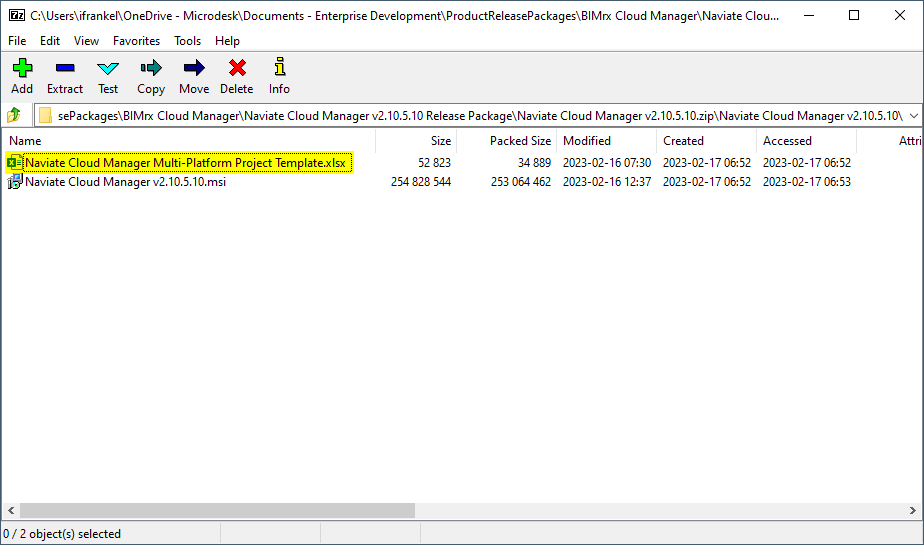 7z C:\Users\ifrankel\OneDrive - Microdesk\Documents - Enterprise Development\ProductReleasePackages\BIMrx Cloud Manager\Naviate Clou...
File Edit View Favorites Tools Help
Add Extract Test Copy Move Delete Info
sePackages\BIMrx Cloud Manager\Naviate Cloud Manager v2.10.5.10 Release Package\Naviate Cloud Manager v2.10.5.10.zip\Naviate Cloud Manager v2.10.5.10\
Name Size Packed Size Modified Created Accessed Attri
Naviate Cloud Manager Multi-Platform Project Template.xlsx 52 823 34 889 2023-02-16 07:30 2023-02-17 06:52 2023-02-17 06:52
Naviate Cloud Manager v2.10.5.10.msi 254 828 544 253 064 462 2023-02-16 12:37 2023-02-17 06:52 2023-02-17 06:53
0 / 2 object(s) selected